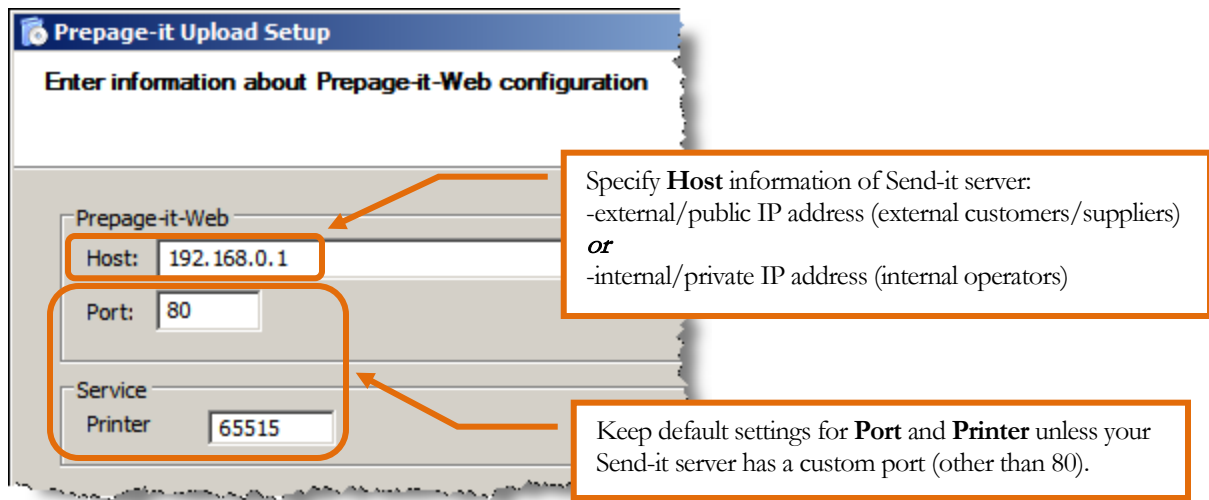 Prepage-it Upload Setup
Enter information about Prepage-it-Web configuration
Specify Host information of Send-it server:
-external/public IP address (external customers/suppliers)
or
-internal/private IP address (internal operators)
Prepage-it-Web
Host: 192.168.0.1
Port: 80
Service
Printer 65515
Keep default settings for Port and Printer unless your
Send-it server has a custom port (other than 80).